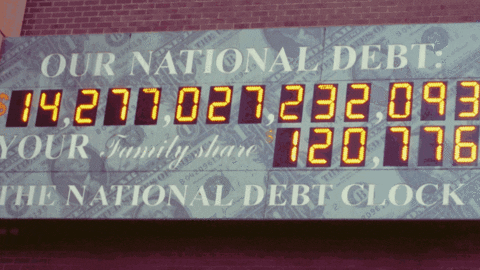 OUR NATIONAL DEBT:
$14,277,027,232,093
YOUR Family share $120,776
THE NATIONAL DEBT CLOCK